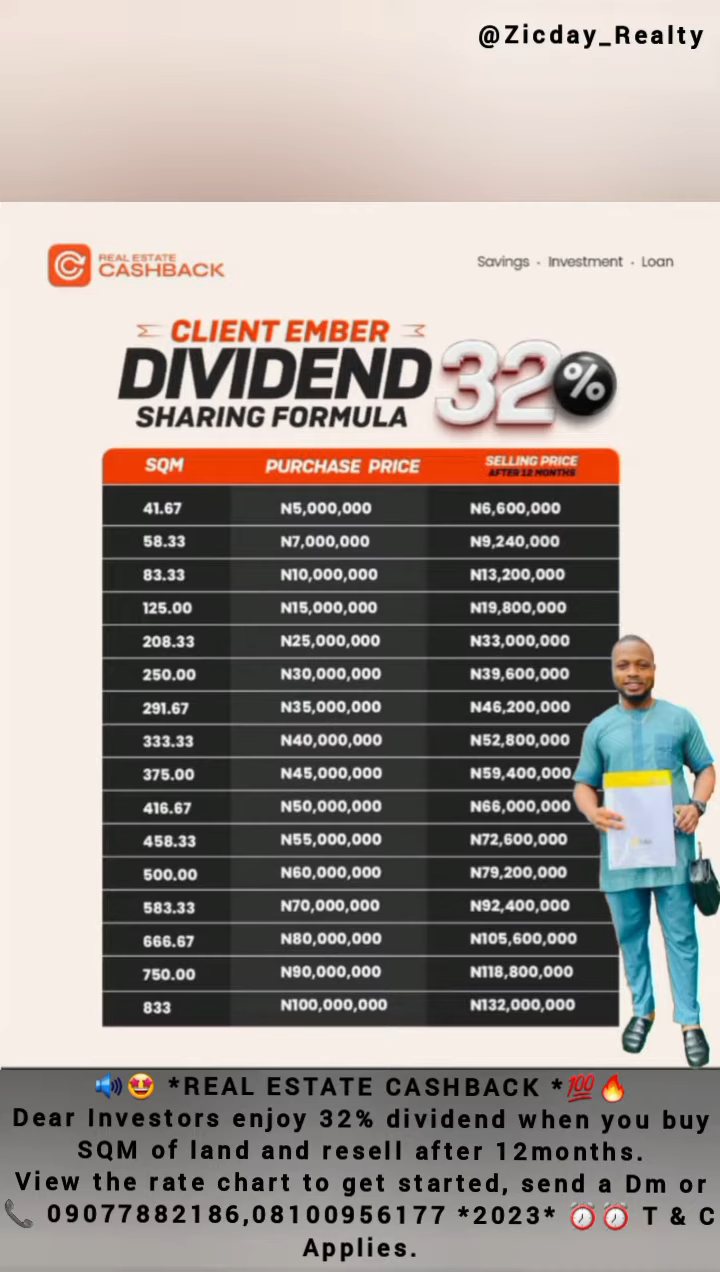 @Zicday_Realty
REAL ESTATE
CASHBACK
Savings · Investment · Loan
CLIENT EMBER
DIVIDEND 32%
SHARING FORMULA
SQM PURCHASE PRICE SELLING PRICE
AFTER 12 MONTHS
41.67 N5,000,000 N6,600,000
58.33 N7,000,000 N9,240,000
83.33 N10,000,000 N13,200,000
125.00 N15,000,000 N19,800,000
208.33 N25,000,000 N33,000,000
250.00 N30,000,000 N39,600,000
291.67 N35,000,000 N46,200,000
333.33 N40,000,000 N52,800,000
375.00 N45,000,000 N59,400,000
416.67 N50,000,000 N66,000,000
458.33 N55,000,000 N72,600,000
500.00 N60,000,000 N79,200,000
583.33 N70,000,000 N92,400,000
666.67 N80,000,000 N105,600,000
750.00 N90,000,000 N118,800,000
833 N100,000,000 N132,000,000
🔊🤩 *REAL ESTATE CASHBACK *💯🔥
Dear Investors enjoy 32% dividend when you buy
SQM of land and resell after 12months.
View the rate chart to get started, send a Dm or
📞 09077882186,08100956177 *2023* ⏰⏰ T & C
Applies.